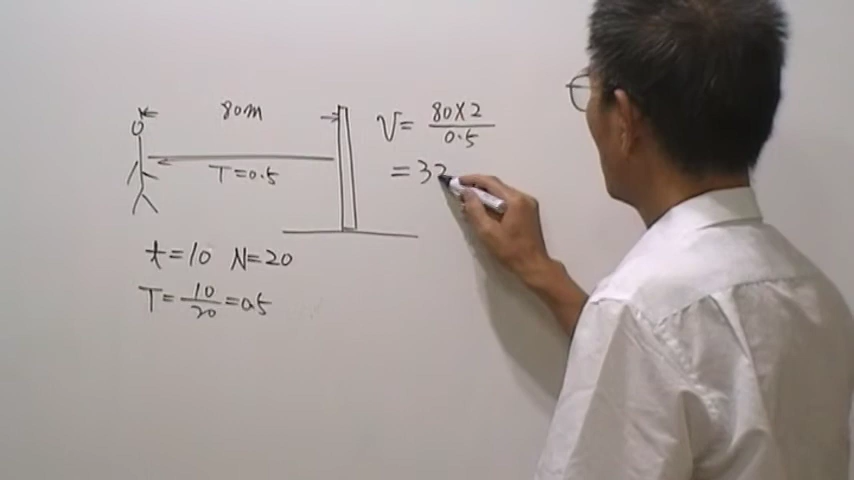 80m
V = 80×2 / 0.5
T=0.5
= 32
t=10 N=20
T= 10/20 =0.5